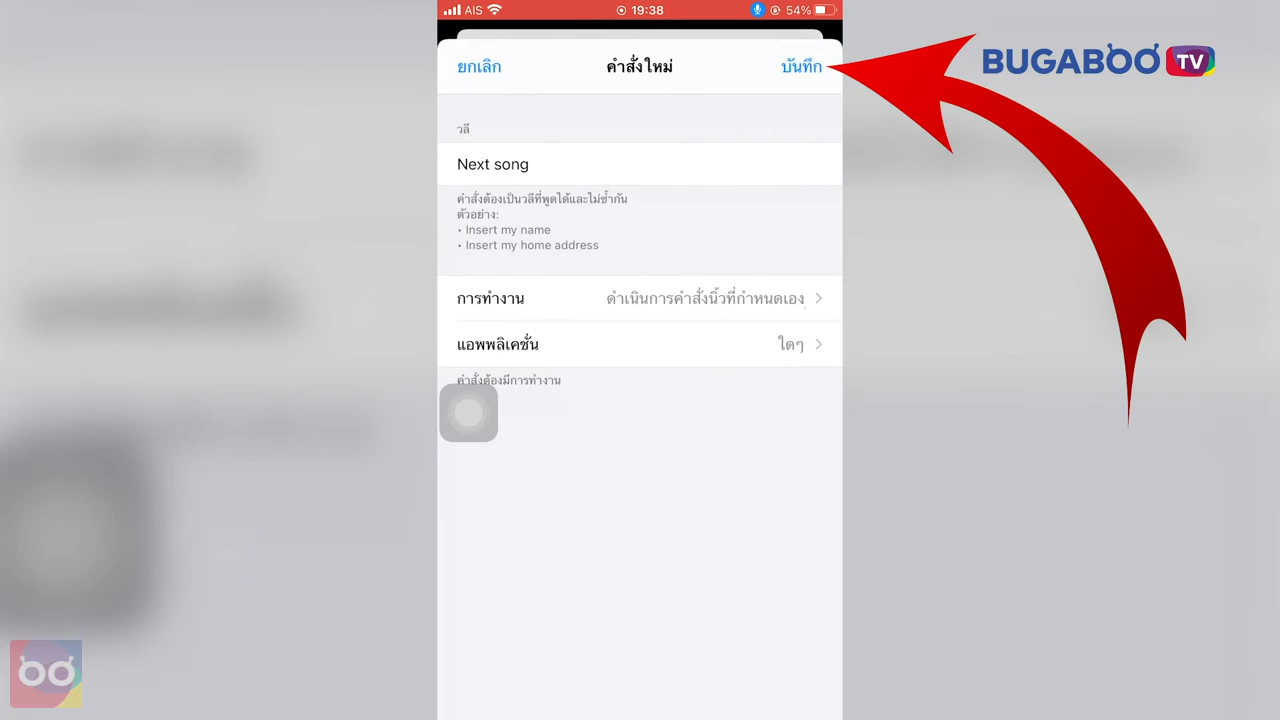 AIS 19:38 54%
ยกเลิก คำสั่งใหม่ บันทึก
BUGABOO TV
วลี
Next song
คำสั่งต้องเป็นวลีที่พูดได้และไม่ซ้ำกัน
ตัวอย่าง:
• Insert my name
• Insert my home address
การทำงาน ดำเนินการคำสั่งนิ้วที่กำหนดเอง
แอพพลิเคชั่น ใดๆ
คำสั่งต้องมีการทำงาน